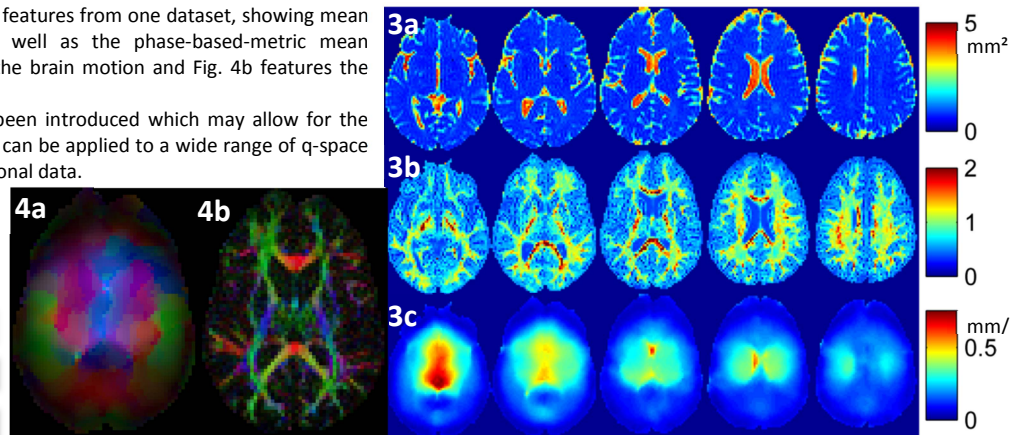 features from one dataset, showing mean
well as the phase-based-metric mean
he brain motion and Fig. 4b features the
been introduced which may allow for the
can be applied to a wide range of q-space
onal data.
3a
5
mm²
0
3b
2
1
0
4a
4b
3c
mm/
0.5
0